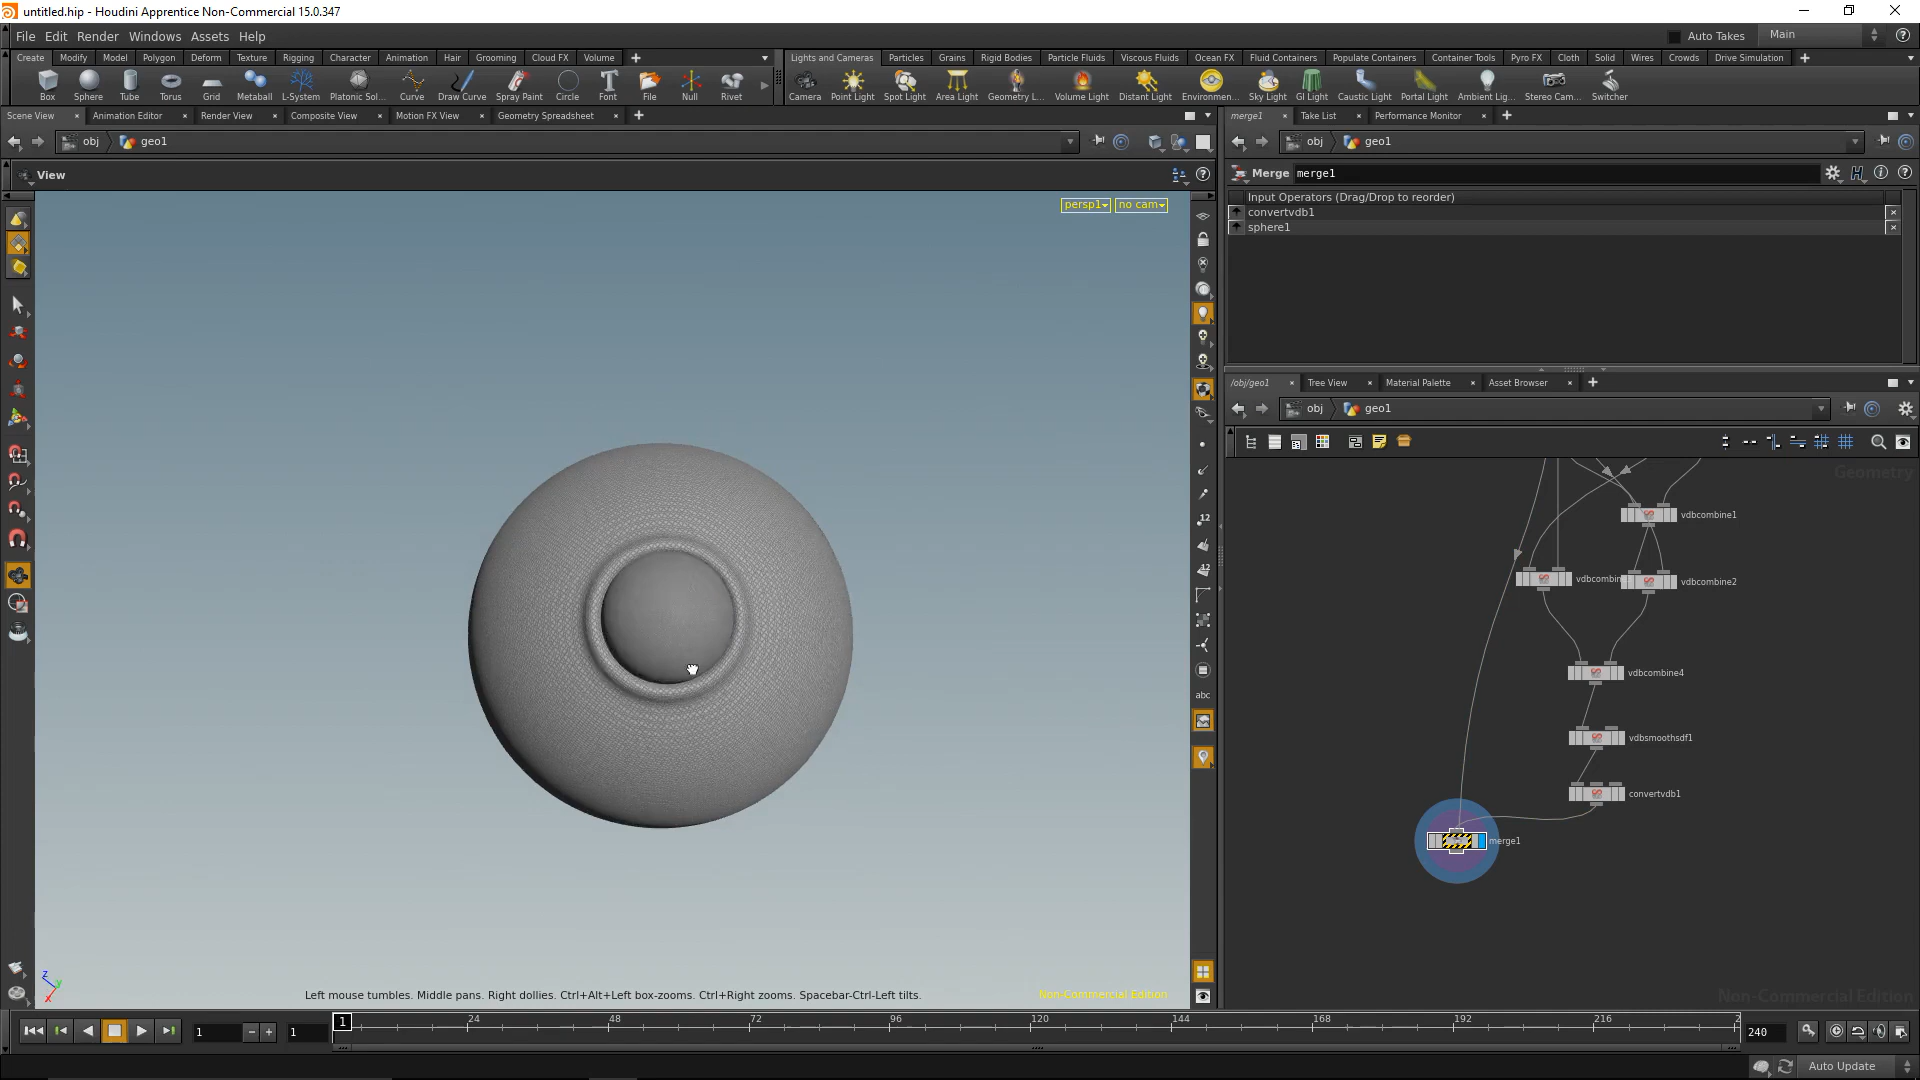 untitled.hip - Houdini Apprentice Non-Commercial 15.0.347
File Edit Render Windows Assets Help
Auto Takes Main
Create Modify Model Polygon Deform Texture Rigging Character Animation Hair Grooming Cloud FX Volume
Lights and Cameras Particles Grains Rigid Bodies Particle Fluids Viscous Fluids Ocean FX Fluid Containers Populate Containers Container Tools Pyro FX Cloth Solid Wires Crowds Drive Simulation
Box Sphere Tube Torus Grid Metaball L-System Platonic Sol... Curve Draw Curve Spray Paint Circle Font File Null Rivet
Camera Point Light Spot Light Area Light Geometry L... Volume Light Distant Light Environmen... Sky Light GI Light Caustic Light Portal Light Ambient Lig... Stereo Cam... Switcher
Scene View Animation Editor Render View Composite View Motion FX View Geometry Spreadsheet
merge1 Take List Performance Monitor
obj geo1
obj geo1
View
Merge merge1
Input Operators (Drag/Drop to reorder)
convertvdb1
sphere1
persp1 no cam
/obj/geo1 Tree View Material Palette Asset Browser
obj geo1
Geometry
vdbcombine1
vdbcombine2
vdbcombine4
vdbsmoothsdf1
convertvdb1
merge1
12
12
abc
z
y
x
Left mouse tumbles. Middle pans. Right dollies. Ctrl+Alt+Left box-zooms. Ctrl+Right zooms. Spacebar-Ctrl-Left tilts.
Non-Commercial Edition
Non-Commercial Edition
1 1 1 24 48 72 96 120 144 168 192 216 2 240
Auto Update